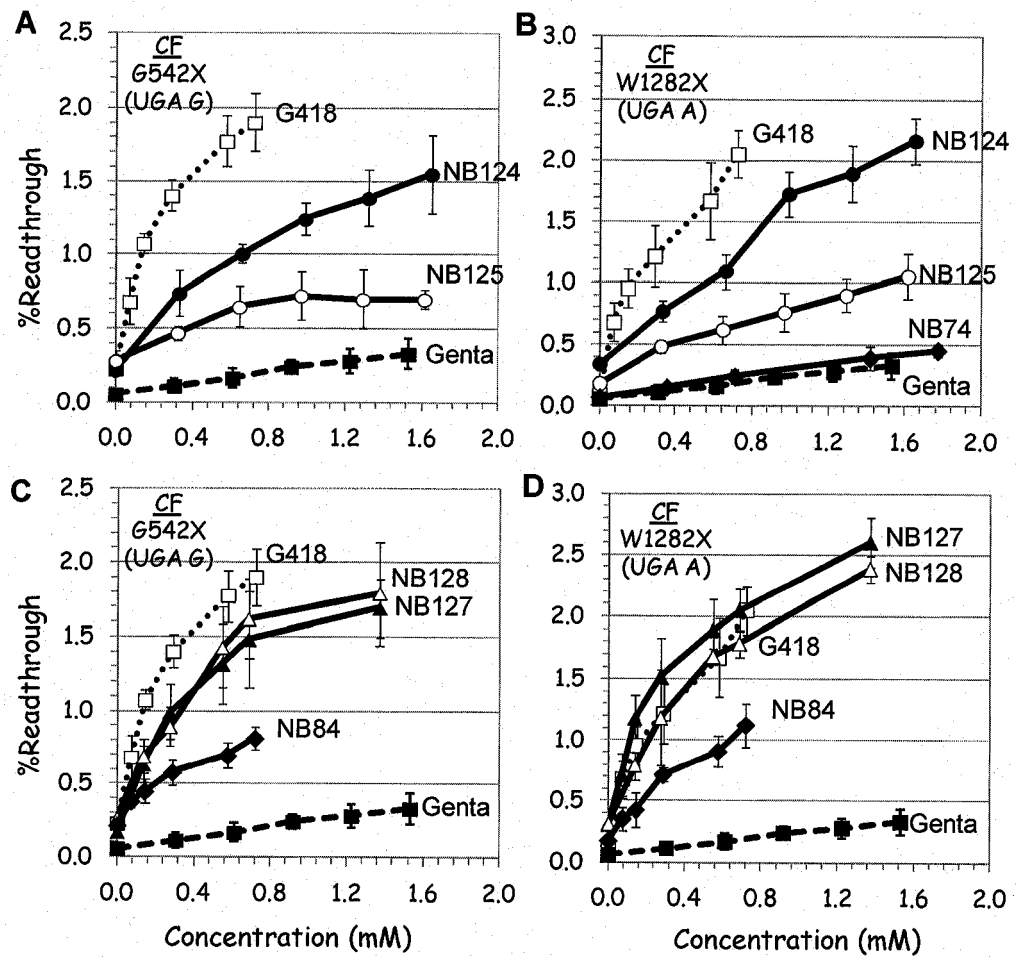 A
CF
G542X
(UGA G)
G418
NB124
NB125
Genta
%Readthrough
2.5
2.0
1.5
1.0
0.5
0.0
0.0 0.4 0.8 1.2 1.6 2.0
B
CF
W1282X
(UGA A)
G418
NB124
NB125
NB74
Genta
3.0
2.5
2.0
1.5
1.0
0.5
0.0
0.0 0.4 0.8 1.2 1.6 2.0
C
CF
G542X
(UGA G)
G418
NB128
NB127
NB84
Genta
%Readthrough
2.5
2.0
1.5
1.0
0.5
0.0
0.0 0.4 0.8 1.2 1.6 2.0
Concentration (mM)
D
CF
W1282X
(UGA A)
NB127
NB128
G418
NB84
Genta
3.0
2.5
2.0
1.5
1.0
0.5
0.0
0.0 0.4 0.8 1.2 1.6 2.0
Concentration (mM)